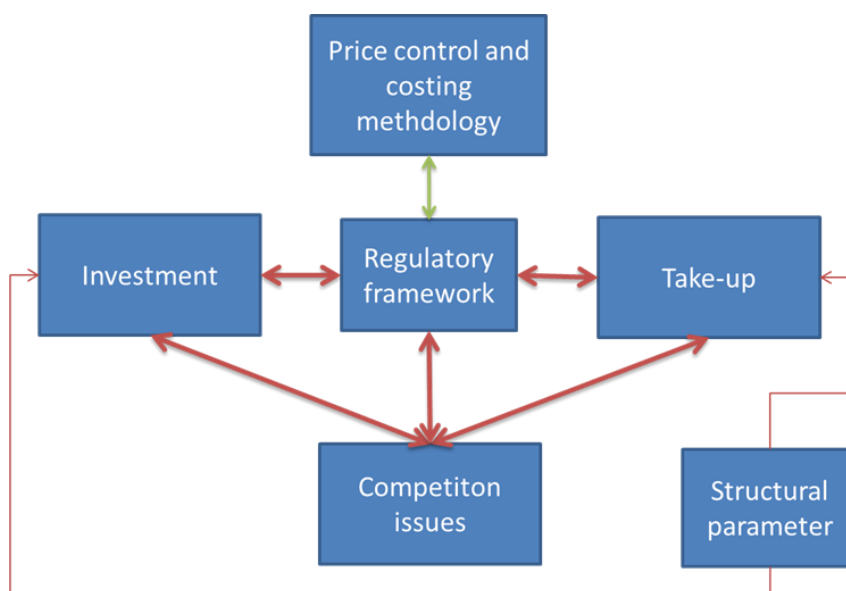 Price control and
costing
methdology
Investment
Regulatory
framework
Take-up
Competiton
issues
Structural
parameter